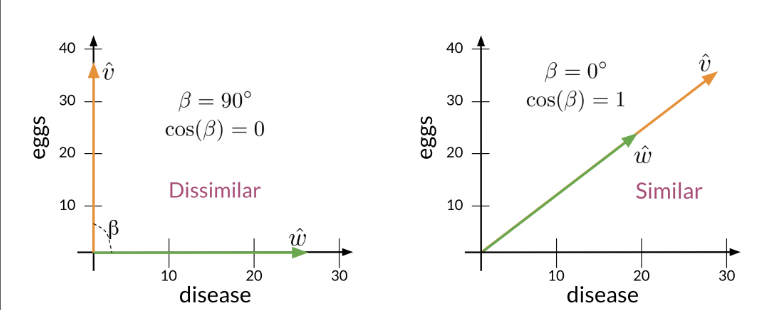 40
30
20
10
eggs
v̂
β = 90°
cos(β) = 0
Dissimilar
β
ŵ
10
20
30
disease
40
30
20
10
eggs
β = 0°
cos(β) = 1
v̂
ŵ
Similar
10
20
30
disease